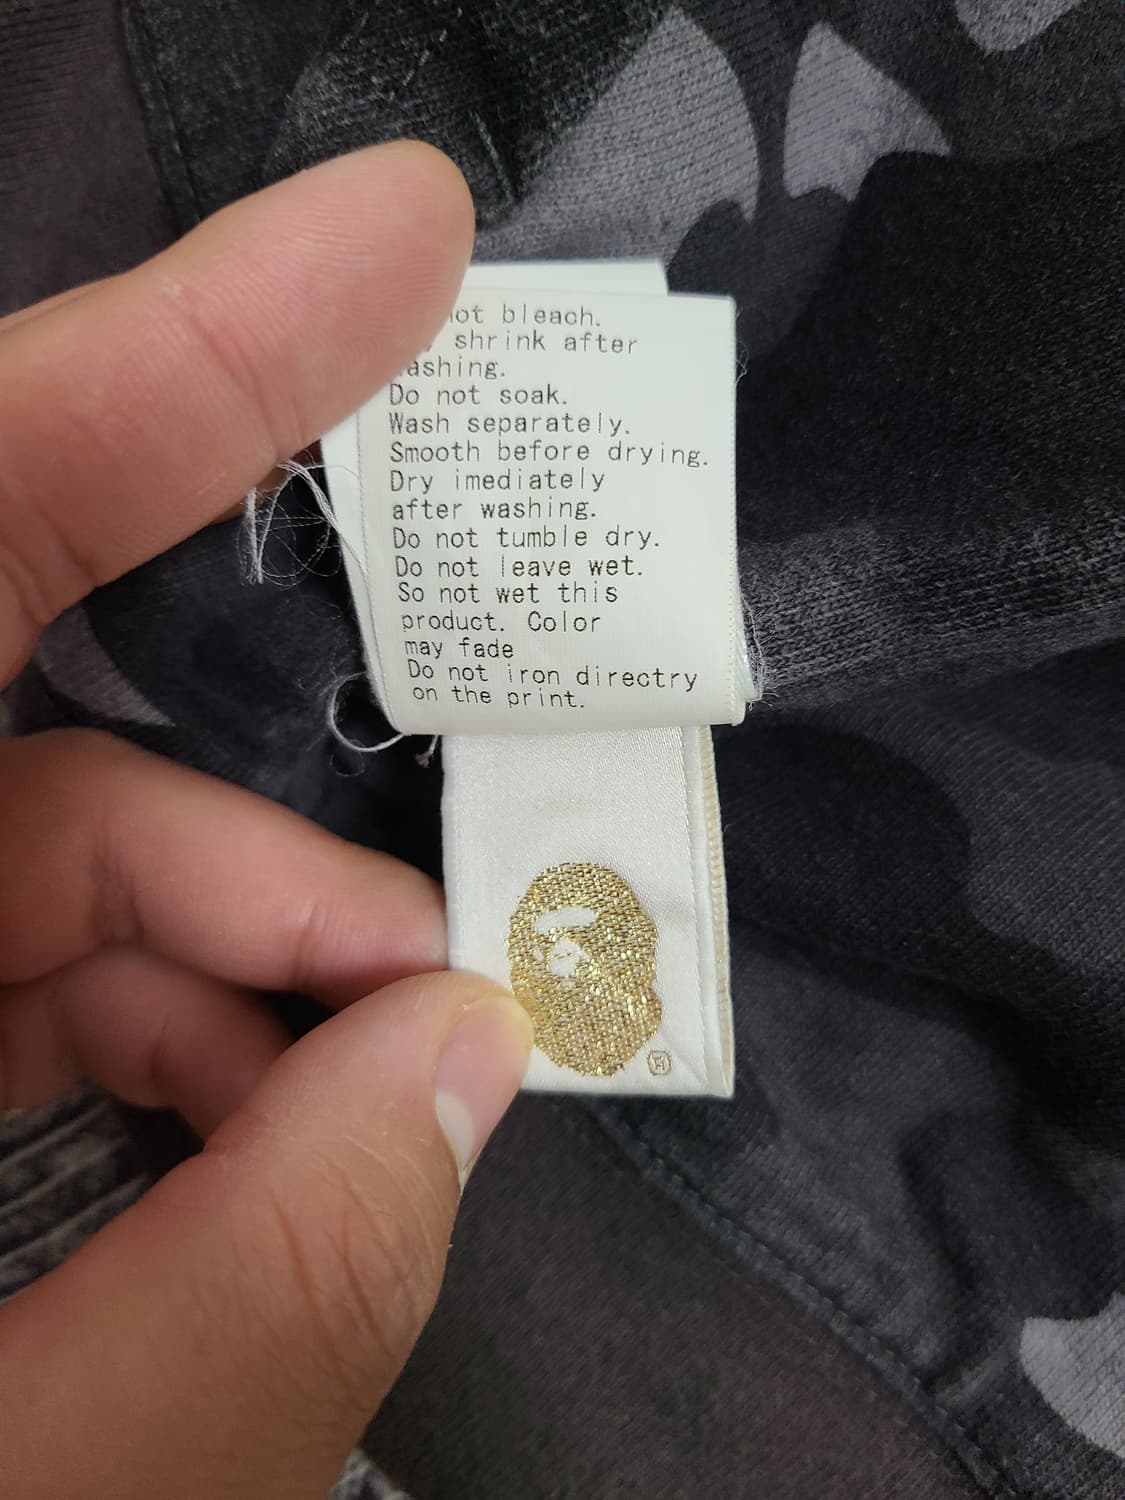 not bleach.
shrink after
ashing.
Do not soak.
Wash separately.
Smooth before drying.
Dry imediately
after washing.
Do not tumble dry.
Do not leave wet.
So not wet this
product. Color
may fade
Do not iron directry
on the print.